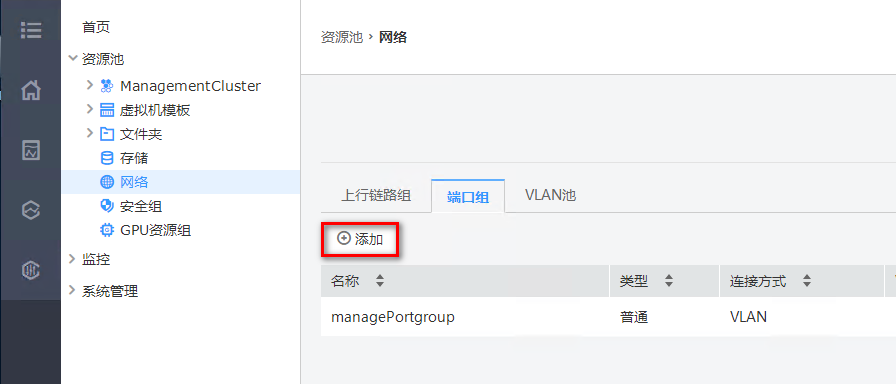 首页
资源池
ManagementCluster
虚拟机模板
文件夹
存储
网络
安全组
GPU资源组
监控
系统管理
资源池 › 网络
上行链路组 端口组 VLAN池
添加
名称 类型 连接方式
managePortgroup 普通 VLAN